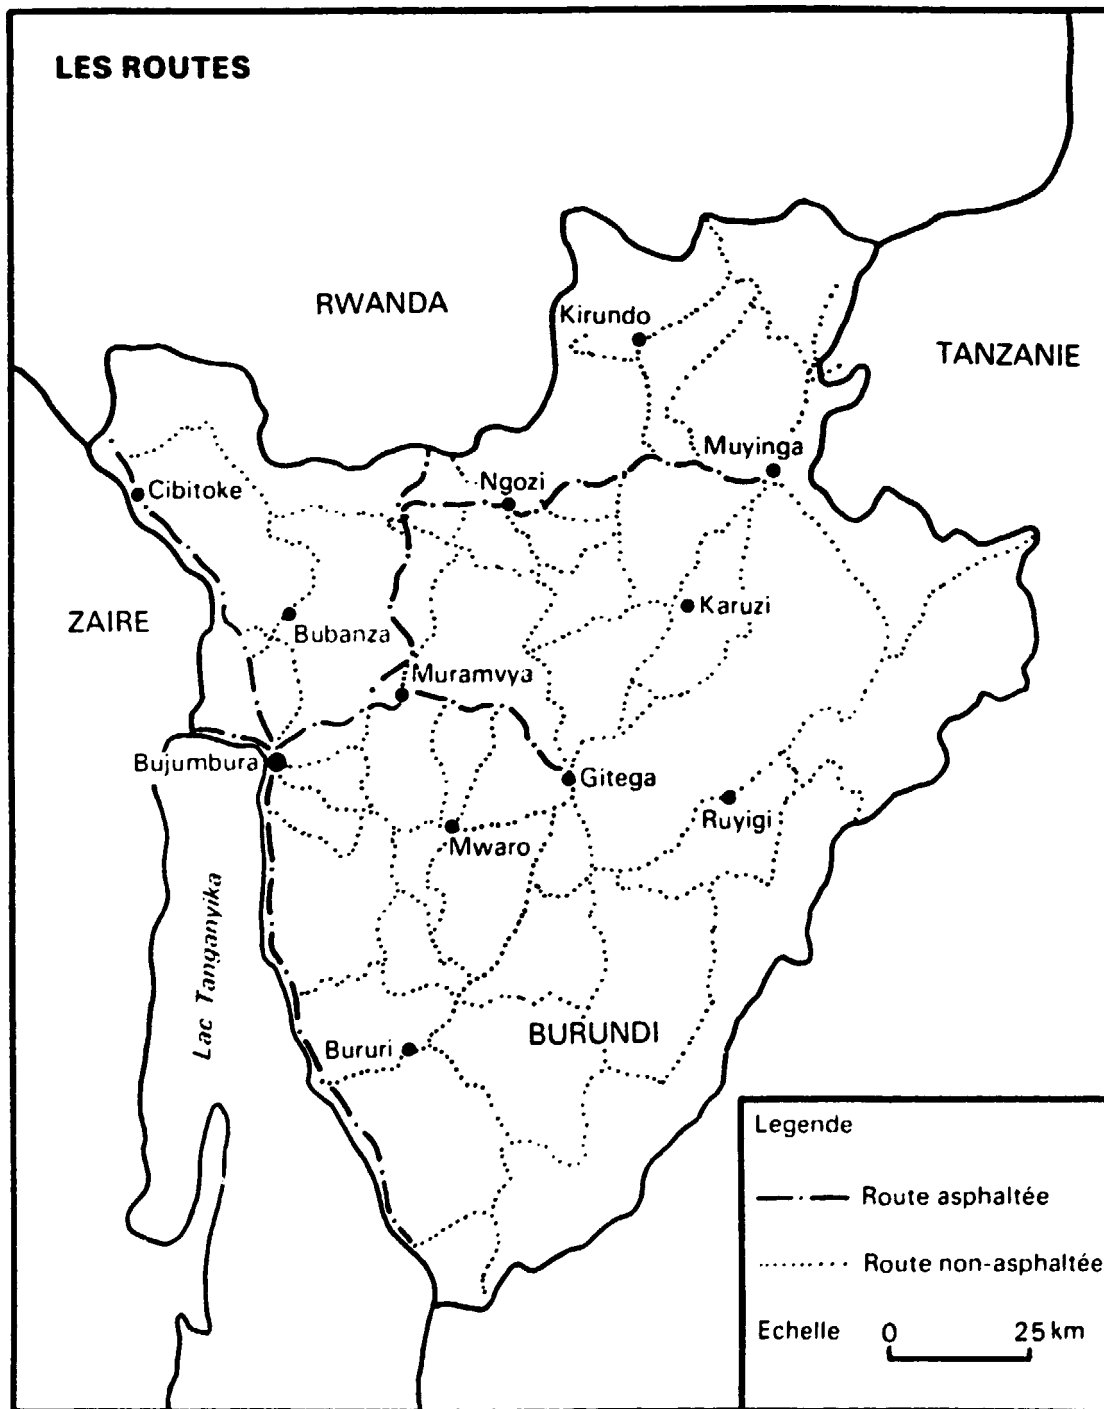 LES ROUTES
RWANDA
Kirundo
TANZANIE
Muyinga
Ngozi
Cibitoke
ZAIRE
Karuzi
Bubanza
Muramvya
Bujumbura
Gitega
Ruyigi
Mwaro
Lac Tanganyika
Bururi
BURUNDI
Legende
Route asphaltée
Route non-asphaltée
Echelle 0 25 km